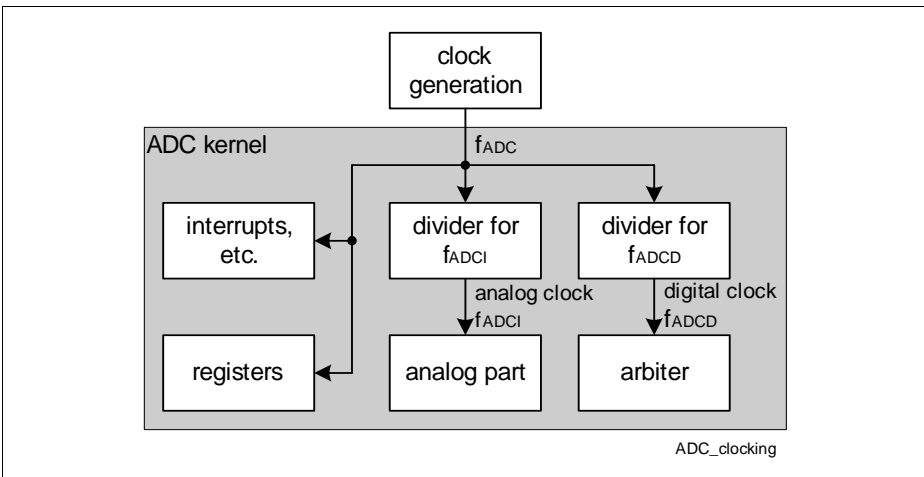 clock
generation
ADC kernel
fADC
interrupts,
etc.
divider for
fADCI
divider for
fADCD
analog clock
fADCI
digital clock
fADCD
registers
analog part
arbiter
ADC_clocking